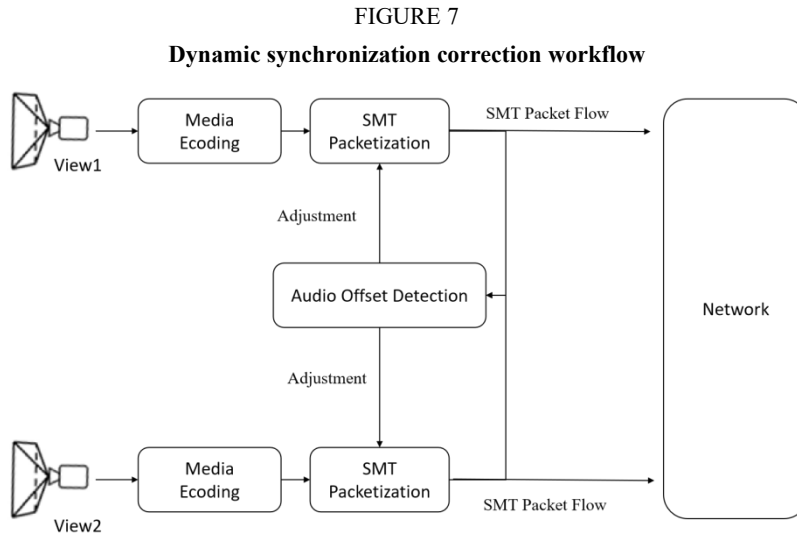 FIGURE 7
Dynamic synchronization correction workflow
View1
Media
Ecoding
SMT
Packetization
SMT Packet Flow
Adjustment
Audio Offset Detection
Network
Adjustment
View2
Media
Ecoding
SMT
Packetization
SMT Packet Flow